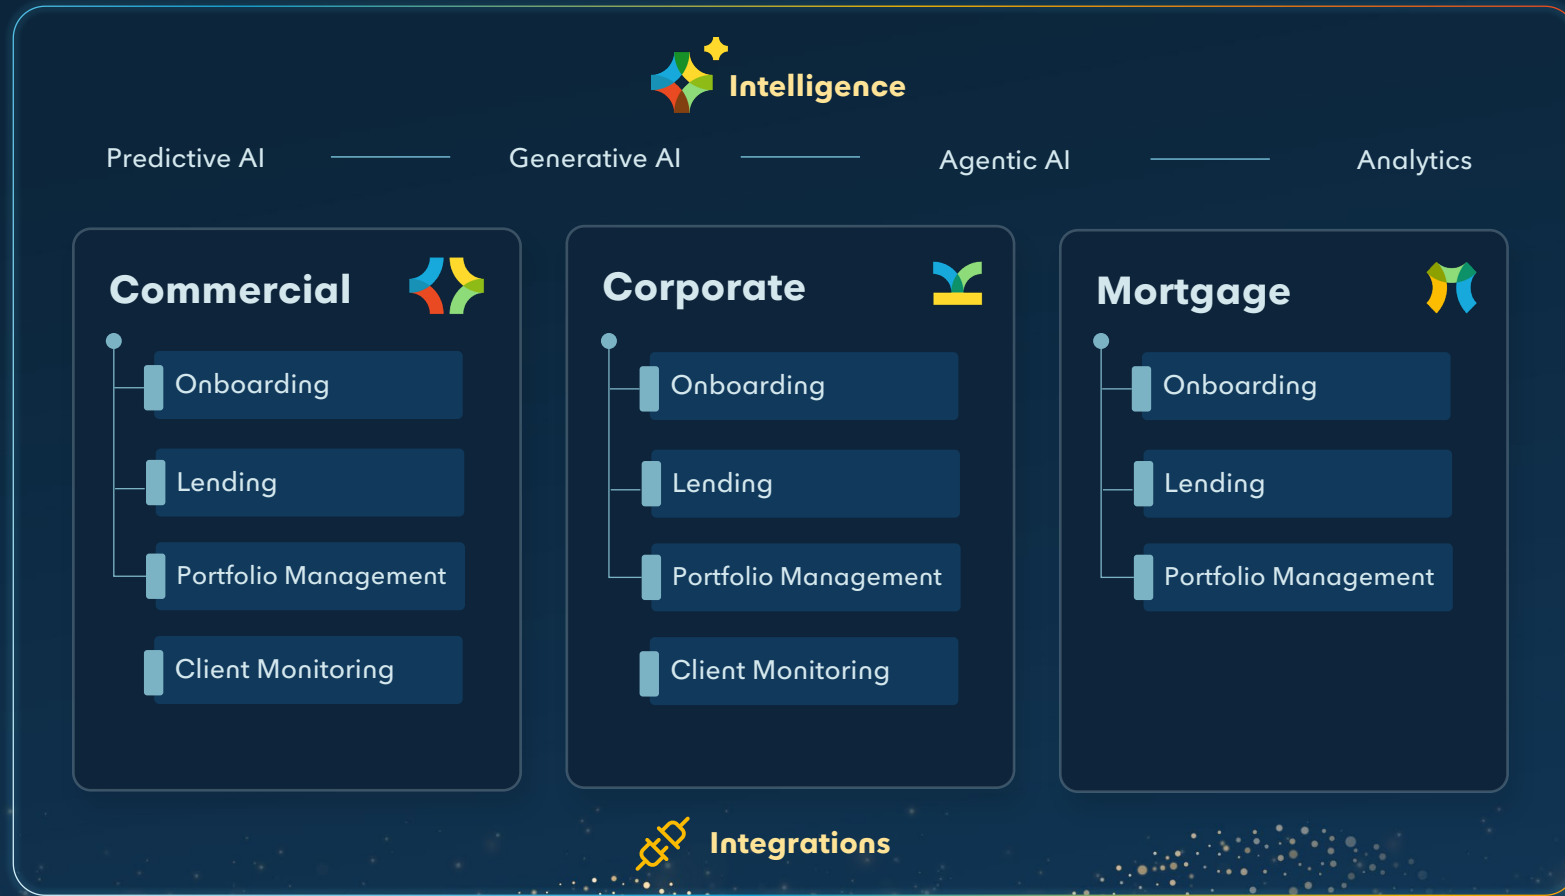 Intelligence
Predictive AI
Generative AI
Agentic AI
Analytics
Commercial
Onboarding
Lending
Portfolio Management
Client Monitoring
Corporate
Onboarding
Lending
Portfolio Management
Client Monitoring
Mortgage
Onboarding
Lending
Portfolio Management
Integrations